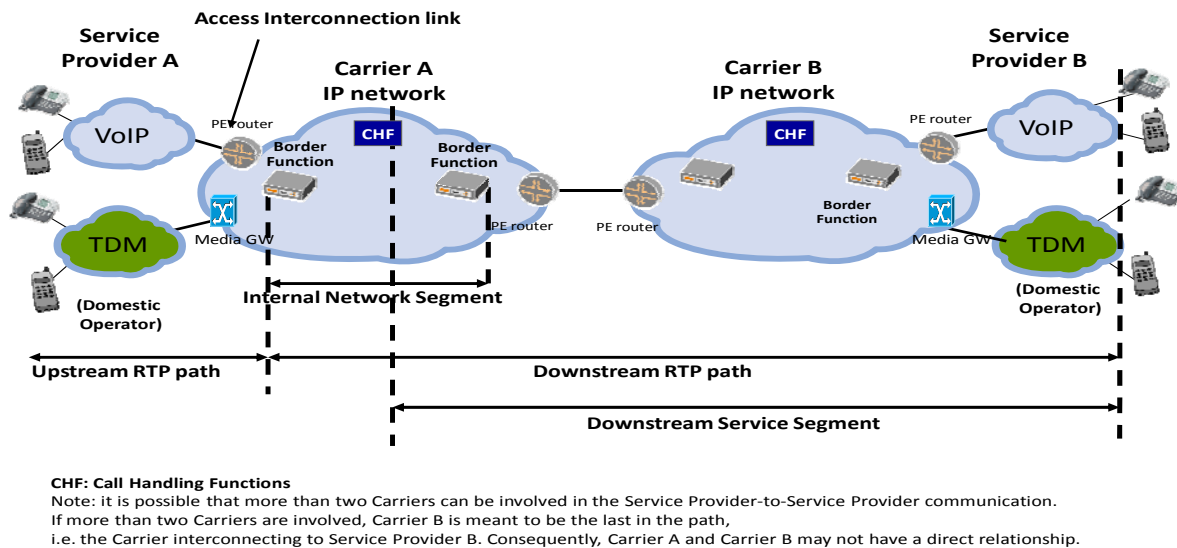 Access Interconnection link
Service
Provider A
Carrier A
IP network
Carrier B
IP network
Service
Provider B
VoIP
PE router
CHF
Border
Function
Border
Function
CHF
PE router
VoIP
TDM
Media GW
PE router
PE router
Border
Function
Media GW
TDM
(Domestic
Operator)
Internal Network Segment
(Domestic
Operator)
Upstream RTP path
Downstream RTP path
Downstream Service Segment
CHF: Call Handling Functions
Note: it is possible that more than two Carriers can be involved in the Service Provider-to-Service Provider communication.
If more than two Carriers are involved, Carrier B is meant to be the last in the path,
i.e. the Carrier interconnecting to Service Provider B. Consequently, Carrier A and Carrier B may not have a direct relationship.